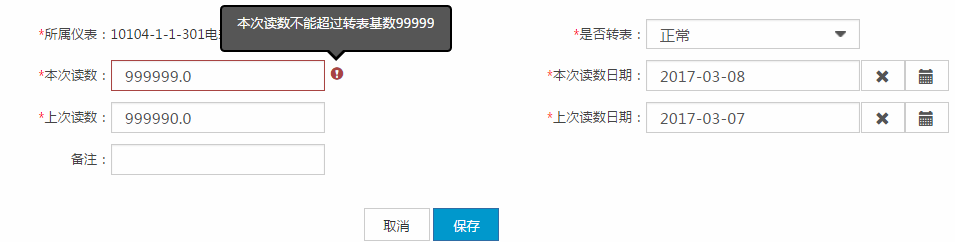 本次读数不能超过转表基数99999
*所属仪表：10104-1-1-301电 *是否转表： 正常
*本次读数： 999999.0 *本次读数日期： 2017-03-08
*上次读数： 999990.0 *上次读数日期： 2017-03-07
备注：
取消 保存